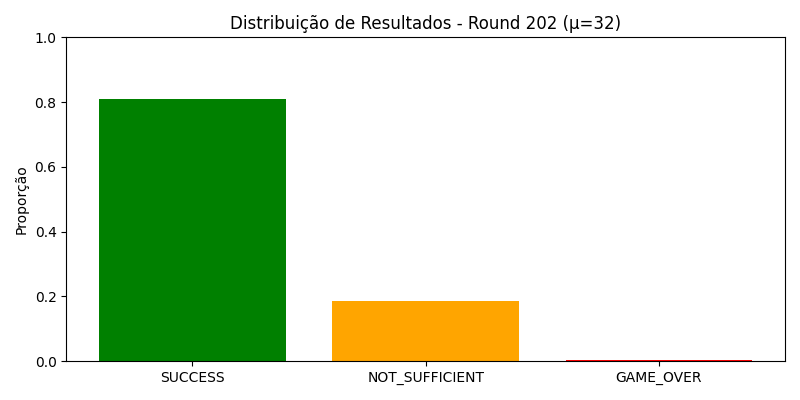 Distribuição de Resultados - Round 202 (μ=32)
1.0
0.8
0.6
0.4
0.2
0.0
Proporção
SUCCESS
NOT_SUFFICIENT
GAME_OVER